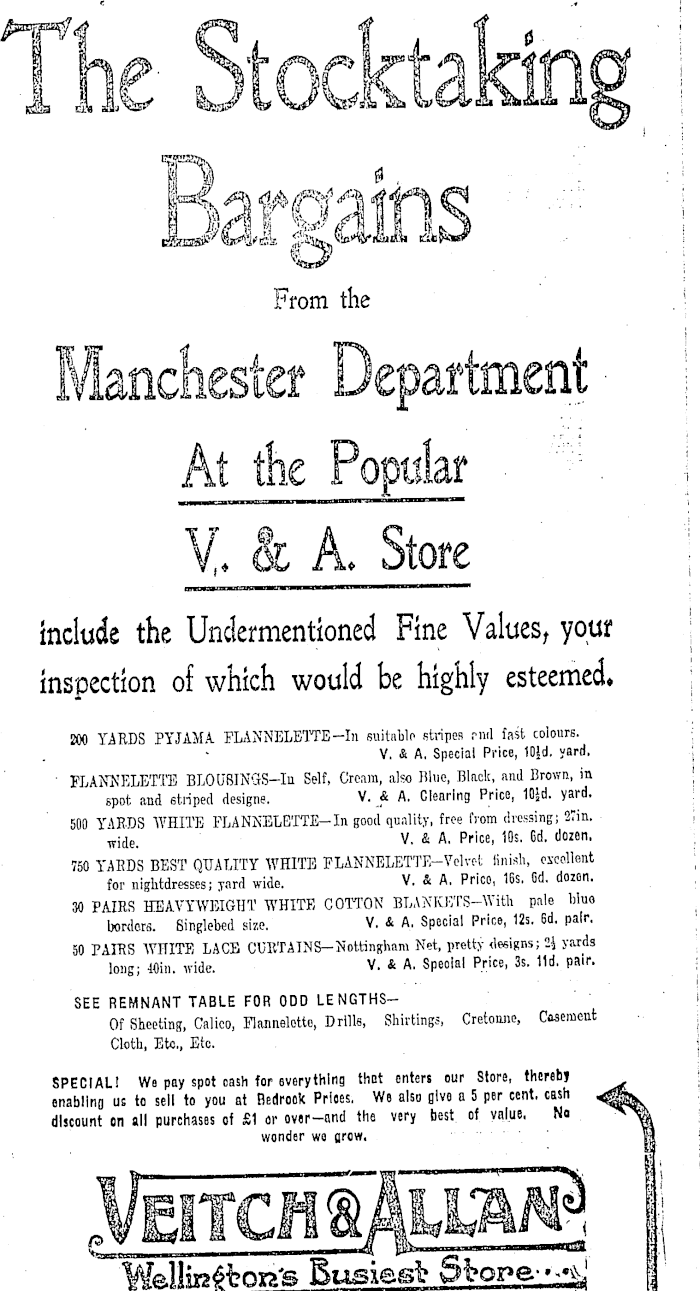 The Stocktaking
Bargains
From the
Manchester Department
At the Popular
V. & A. Store
include the Undermentioned Fine Values, your
inspection of which would be highly esteemed.
200 YARDS PYJAMA FLANNELETTE—In suitable stripes and fast colours.
V. & A. Special Price, 10½d. yard.
FLANNELETTE BLOUSINGS—In Self, Cream, also Blue, Black, and Brown, in
spot and striped designs. V. & A. Clearing Price, 10½d. yard.
500 YARDS WHITE FLANNELETTE—In good quality, free from dressing; 27in.
wide. V. & A. Price, 10s. 6d. dozen.
750 YARDS BEST QUALITY WHITE FLANNELETTE—Velvet finish, excellent
for nightdresses; yard wide. V. & A. Price, 16s. 6d. dozen.
30 PAIRS HEAVYWEIGHT WHITE COTTON BLANKETS—With pale blue
borders. Singlebed size. V. & A. Special Price, 12s. 6d. pair.
50 PAIRS WHITE LACE CURTAINS—Nottingham Net, pretty designs; 2½ yards
long; 40in. wide. V. & A. Special Price, 3s. 11d. pair.
SEE REMNANT TABLE FOR ODD LENGTHS—
Of Sheeting, Calico, Flannelette, Drills, Shirtings, Cretonne, Casement
Cloth, Etc., Etc.
SPECIAL! We pay spot cash for everything that enters our Store, thereby
enabling us to sell to you at Bedrock Prices. We also give a 5 per cent. cash
discount on all purchases of £1 or over—and the very best of value. No
wonder we grow.
VEITCH & ALLAN
Wellington's Busiest Store...